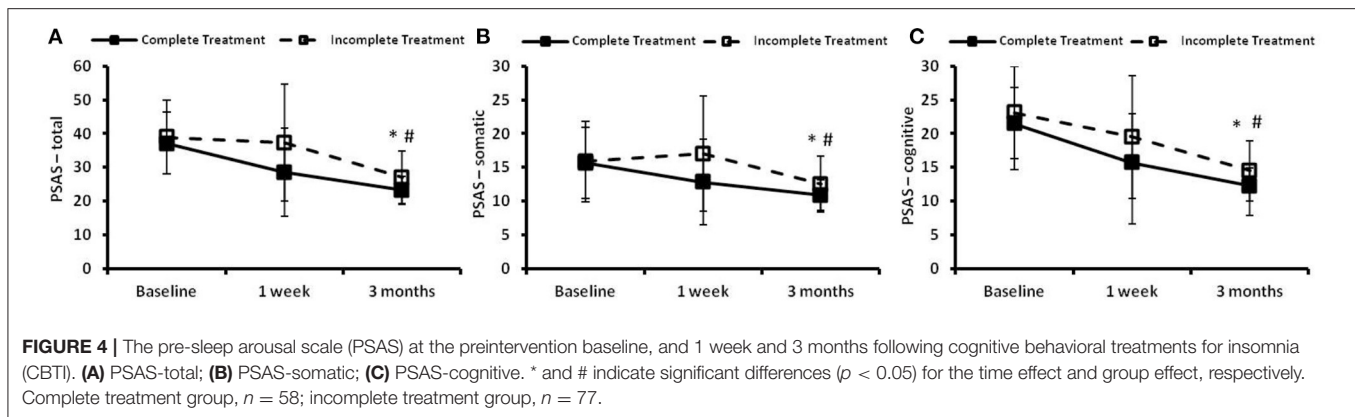 A
Complete Treatment
Incomplete Treatment
PSAS – total
60
50
40
30
20
10
0
* #
Baseline
1 week
3 months
B
Complete Treatment
Incomplete Treatment
PSAS – somatic
30
25
20
15
10
5
0
* #
Baseline
1 week
3 months
C
Complete Treatment
Incomplete Treatment
PSAS – cognitive
30
25
20
15
10
5
0
* #
Baseline
1 week
3 months
FIGURE 4 | The pre-sleep arousal scale (PSAS) at the preintervention baseline, and 1 week and 3 months following cognitive behavioral treatments for insomnia
(CBTI). (A) PSAS-total; (B) PSAS-somatic; (C) PSAS-cognitive. * and # indicate significant differences (p < 0.05) for the time effect and group effect, respectively.
Complete treatment group, n = 58; incomplete treatment group, n = 77.